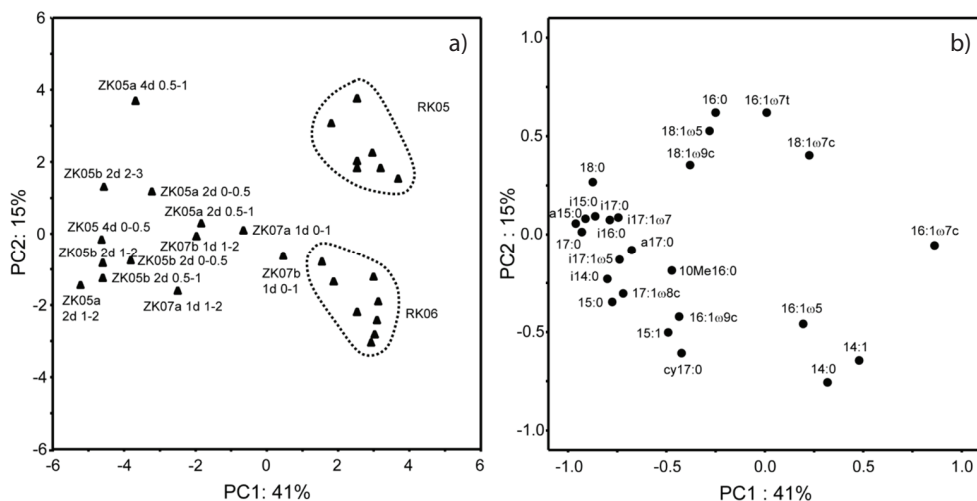 a)
6
4
2
0
-2
-4
-6
PC2: 15%
-6
-4
-2
0
2
4
6
PC1: 41%
ZK05a 4d 0.5-1
RK05
ZK05b 2d 2-3
ZK05a 2d 0-0.5
ZK05a 2d 0.5-1
ZK05 4d 0-0.5
ZK07a 1d 0-1
ZK07b 1d 1-2
ZK05b 2d 1-2
ZK05b 2d 0-0.5
ZK05b 2d 0.5-1
ZK07b
1d 0-1
ZK05a
2d 1-2
ZK07a 1d 1-2
RK06
b)
1.0
0.5
0.0
-0.5
-1.0
PC2 : 15%
-1.0
-0.5
0.0
0.5
1.0
PC1 : 41%
16:0
16:1ω7t
18:1ω5
18:1ω7c
18:1ω9c
18:0
i15:0
i17:0
a15:0
i17:1ω7
i16:0
17:0
a17:0
16:1ω7c
i17:1ω5
10Me16:0
i14:0
17:1ω8c
15:0
16:1ω9c
16:1ω5
15:1
14:1
cy17:0
14:0